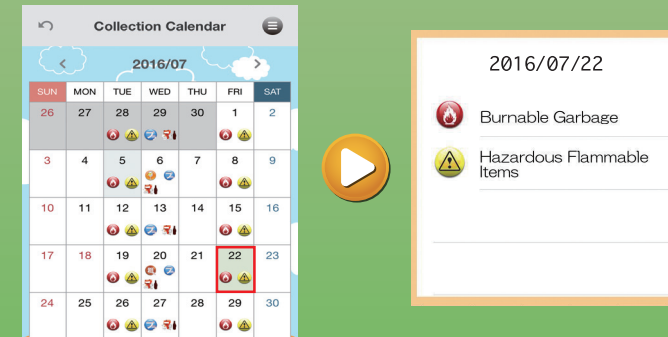 Collection Calendar
2016/07
SUN MON TUE WED THU FRI SAT
26 27 28 29 30 1 2
3 4 5 6 7 8 9
10 11 12 13 14 15 16
17 18 19 20 21 22 23
24 25 26 27 28 29 30
2016/07/22
Burnable Garbage
Hazardous Flammable
Items